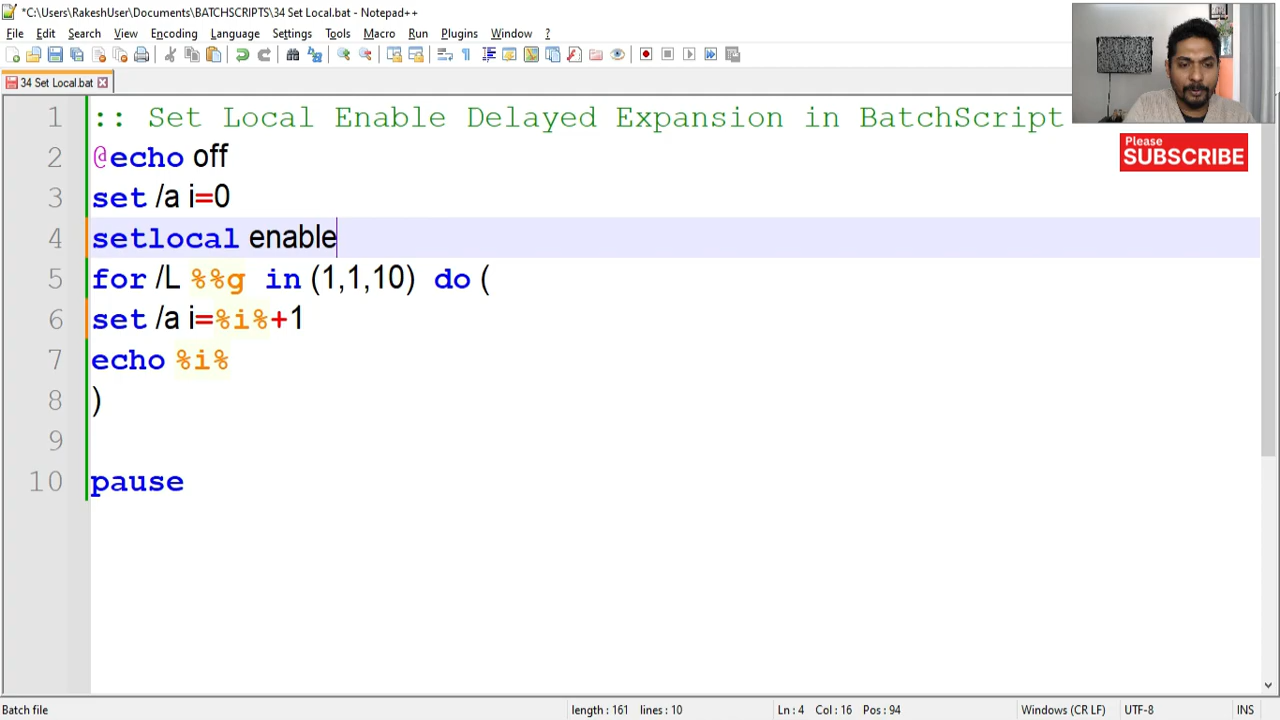 *C:\Users\RakeshUser\Documents\BATCHSCRIPTS\34 Set Local.bat - Notepad++
File Edit Search View Encoding Language Settings Tools Macro Run Plugins Window ?
34 Set Local.bat
1 :: Set Local Enable Delayed Expansion in BatchScript
2 @echo off
3 set /a i=0
4 setlocal enable
5 for /L %%g in (1,1,10) do (
6 set /a i=%i%+1
7 echo %i%
8 )
9
10 pause
Please
SUBSCRIBE
Batch file length : 161 lines : 10 Ln : 4 Col : 16 Pos : 94 Windows (CR LF) UTF-8 INS